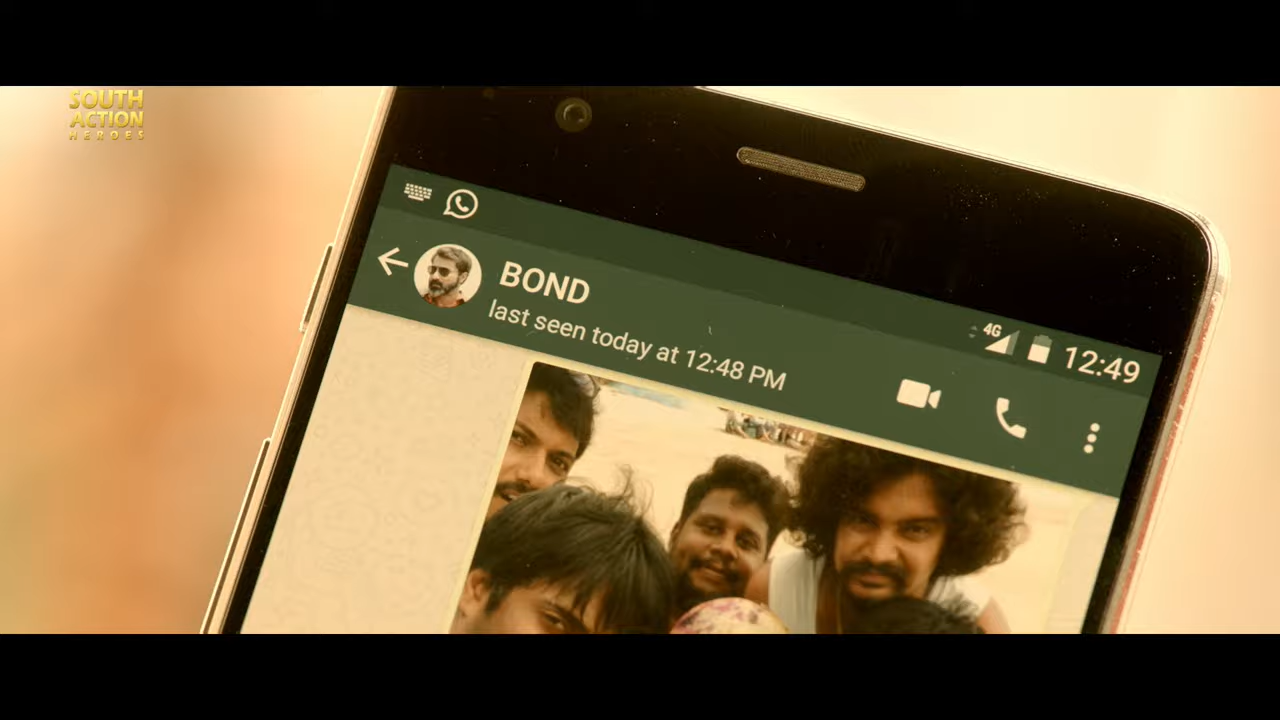 SOUTH
ACTION
HEROES
4G
12:49
BOND
last seen today at 12:48 PM